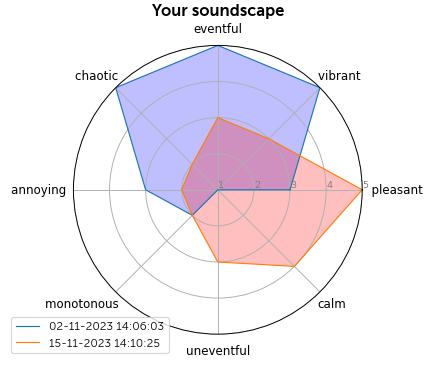 Your soundscape
eventful
chaotic
vibrant
annoying
1 2 3 4 5
pleasant
monotonous
calm
uneventful
02-11-2023 14:06:03
15-11-2023 14:10:25